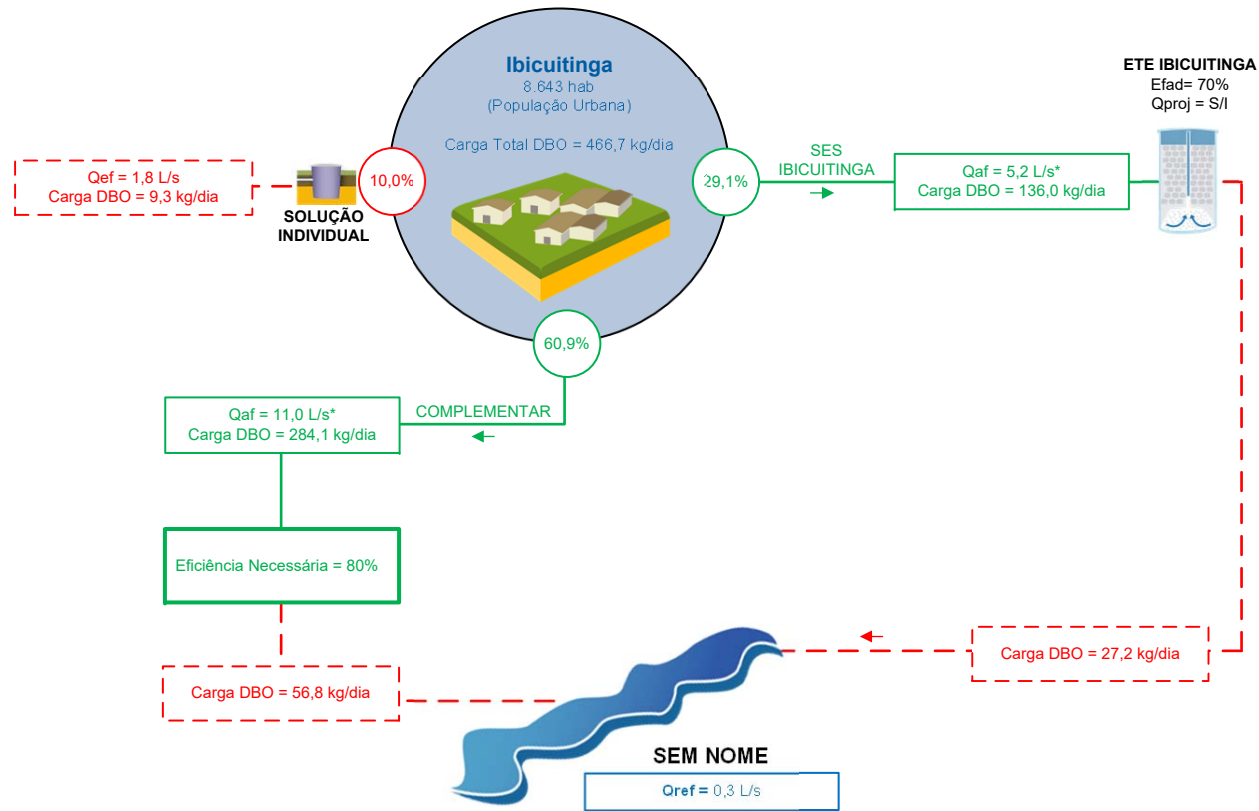 Ibicuitinga
8.643 hab
(População Urbana)
Carga Total DBO = 466,7 kg/dia
ETE IBICUITINGA
Efad= 70%
Qproj = S/I
Qef = 1,8 L/s
Carga DBO = 9,3 kg/dia
SOLUÇÃO
INDIVIDUAL
10,0%
29,1%
SES
IBICUITINGA
Qaf = 5,2 L/s*
Carga DBO = 136,0 kg/dia
60,9%
COMPLEMENTAR
Qaf = 11,0 L/s*
Carga DBO = 284,1 kg/dia
Eficiência Necessária = 80%
Carga DBO = 56,8 kg/dia
Carga DBO = 27,2 kg/dia
SEM NOME
Qref = 0,3 L/s